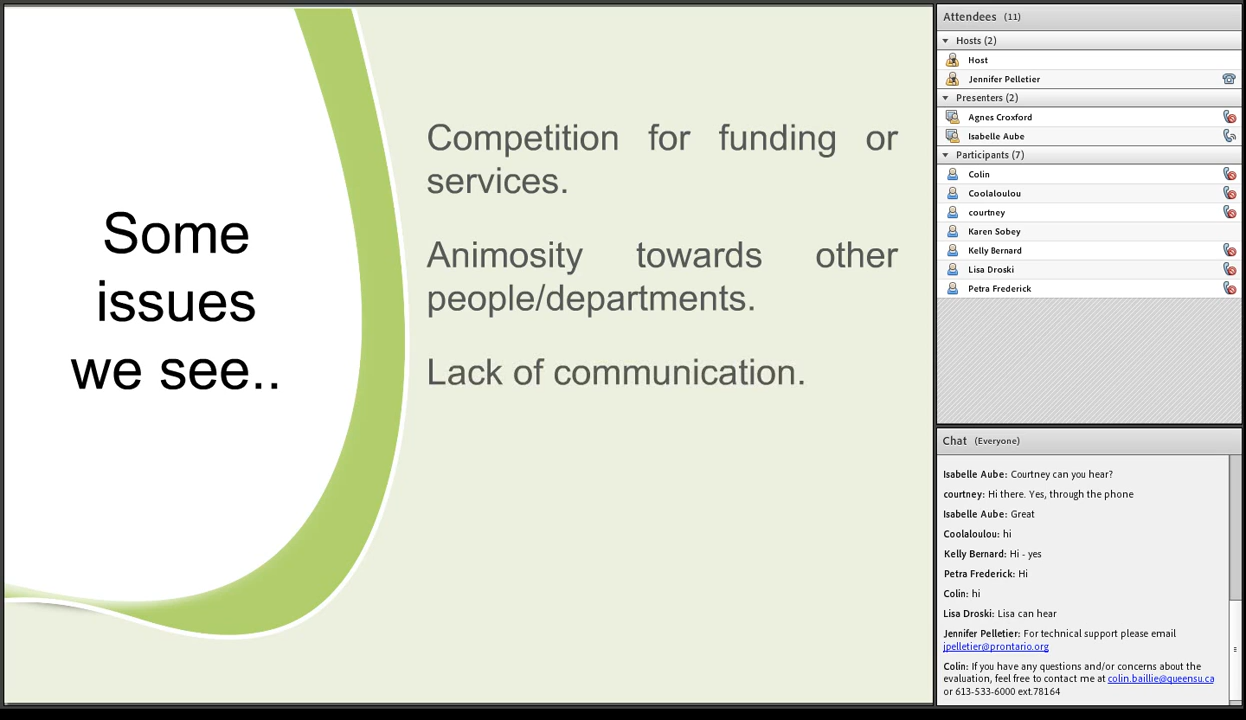 Some
issues
we see..
Competition for funding or
services.
Animosity towards other
people/departments.
Lack of communication.
Attendees (11)
Hosts (2)
Host
Jennifer Pelletier
Presenters (2)
Agnes Croxford
Isabelle Aube
Participants (7)
Colin
Coolaloulou
courtney
Karen Sobey
Kelly Bernard
Lisa Droski
Petra Frederick
Chat (Everyone)
Isabelle Aube: Courtney can you hear?
courtney: Hi there. Yes, through the phone
Isabelle Aube: Great
Coolaloulou: hi
Kelly Bernard: Hi - yes
Petra Frederick: Hi
Colin: hi
Lisa Droski: Lisa can hear
Jennifer Pelletier: For technical support please email
jpelletier@prontario.org
Colin: If you have any questions and/or concerns about the
evaluation, feel free to contact me at colin.baillie@queensu.ca
or 613-533-6000 ext.78164